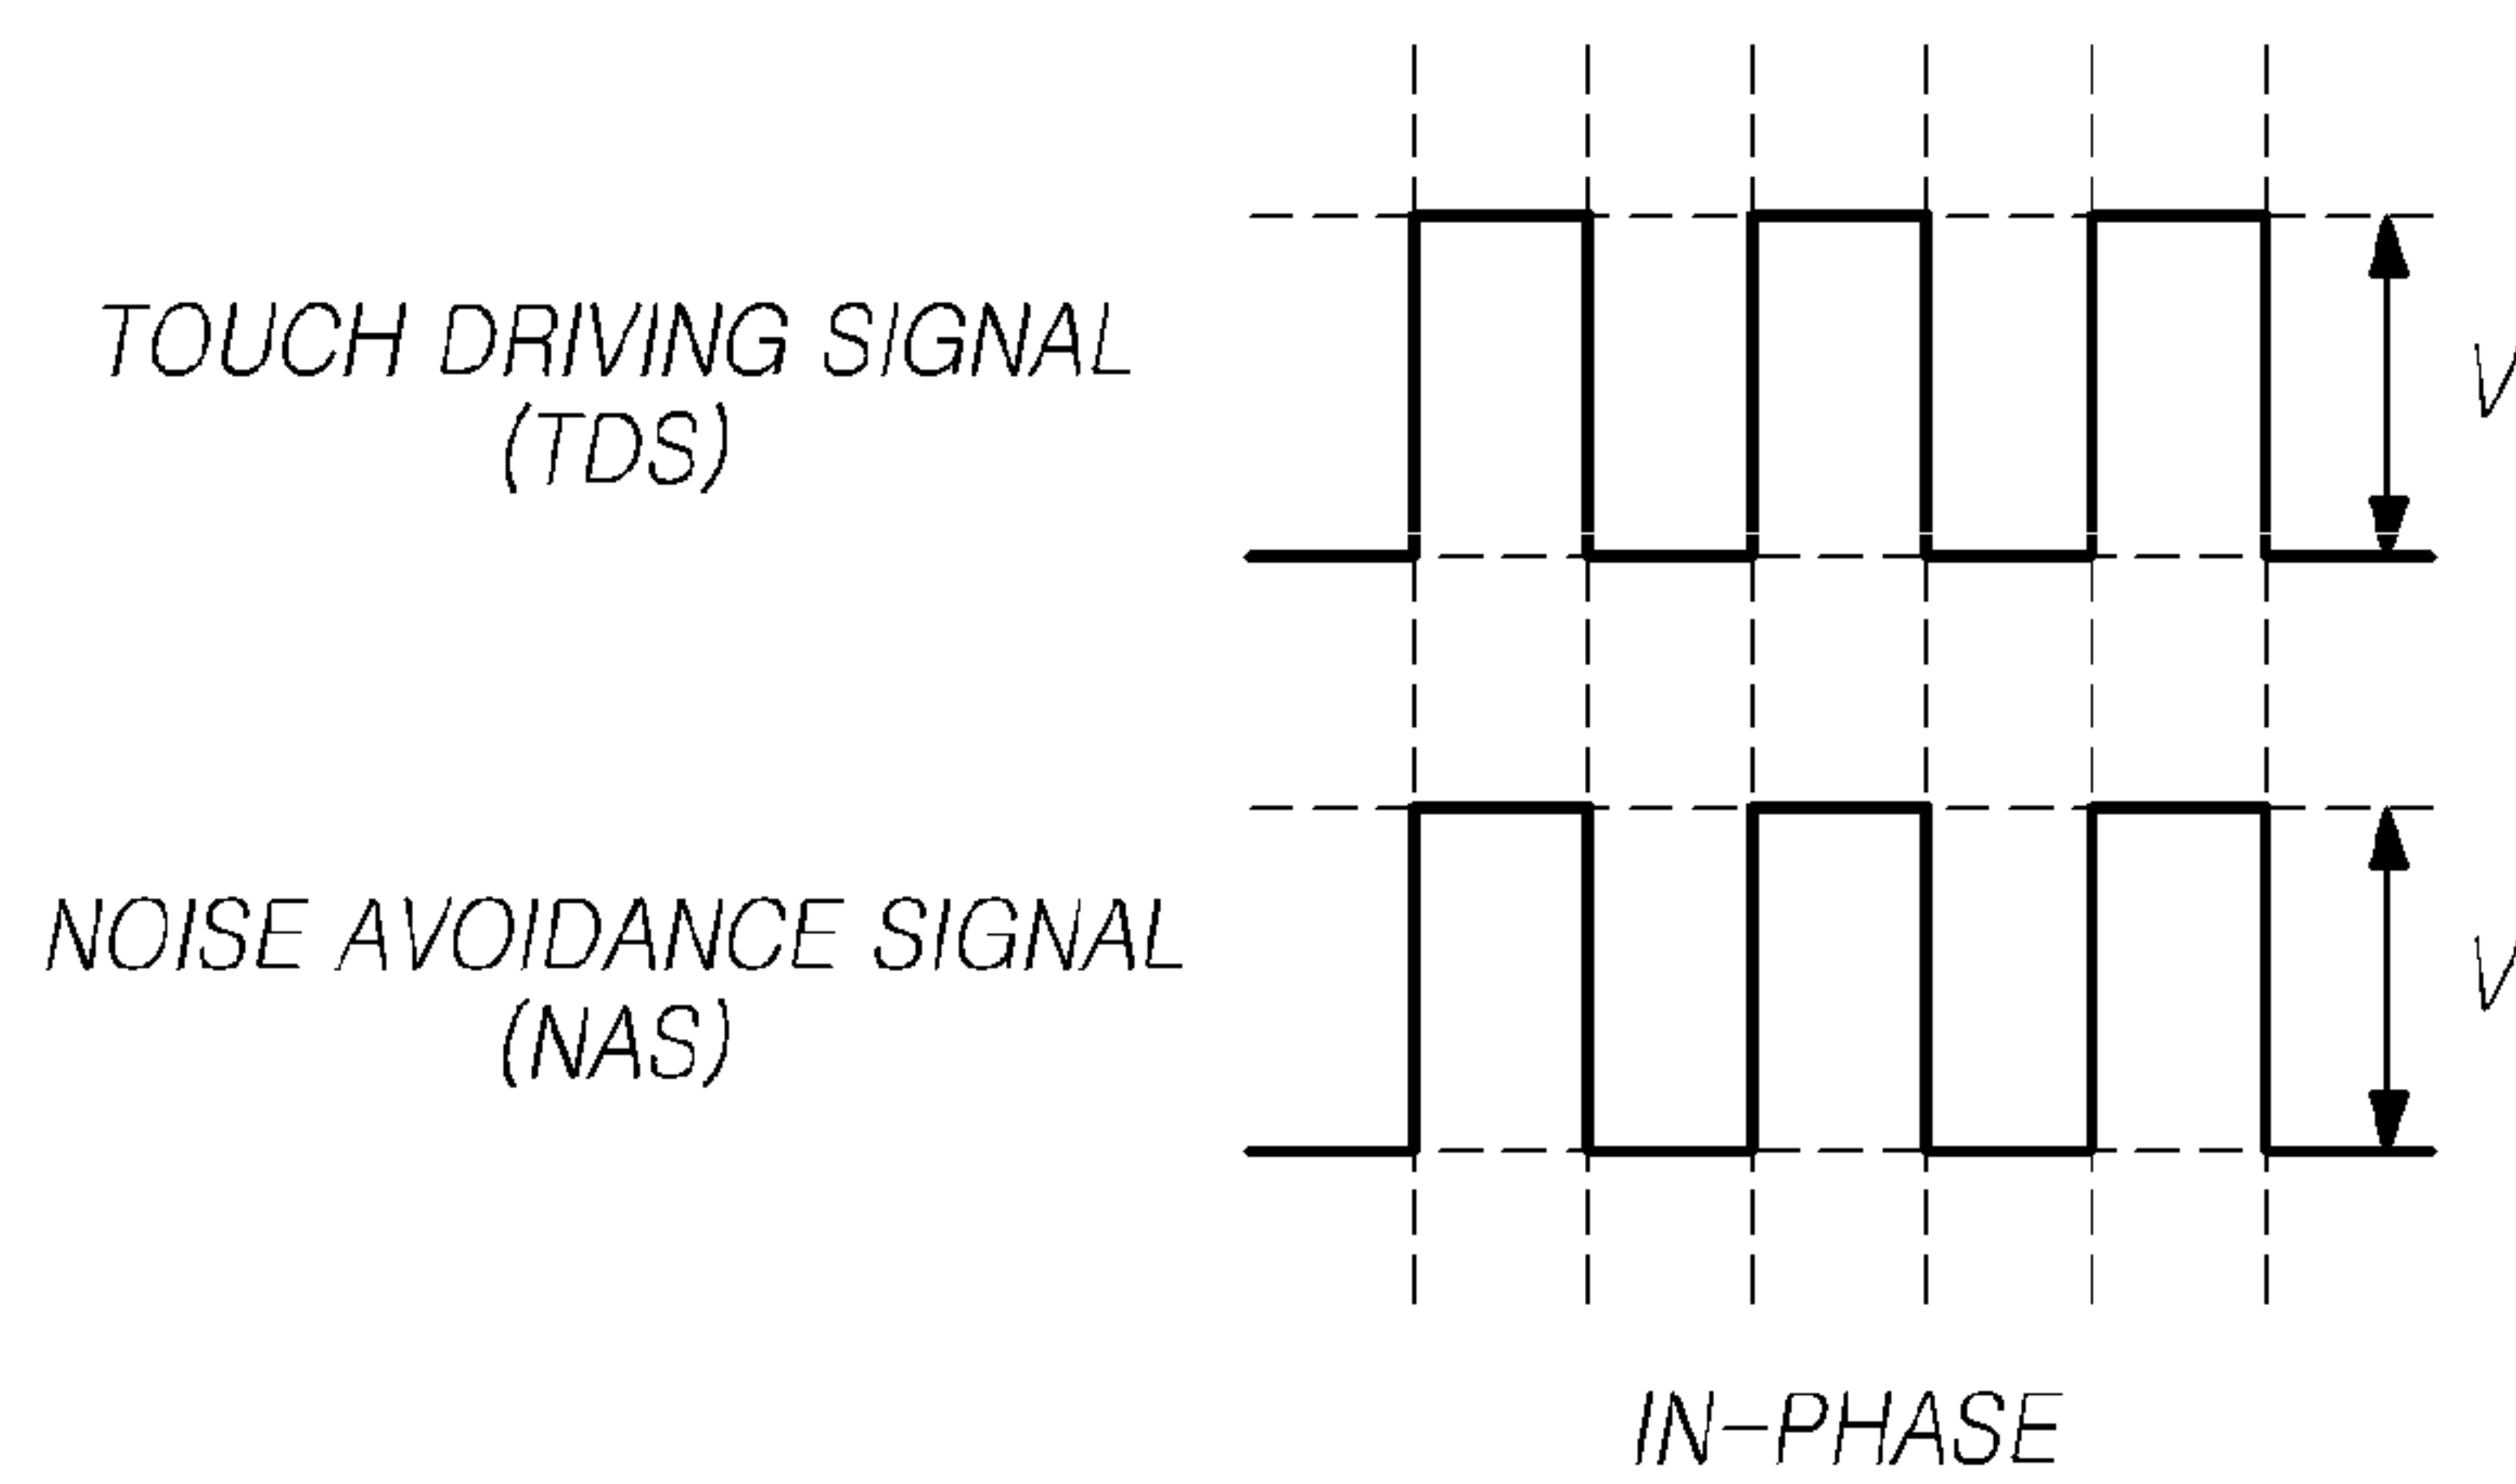 TOUCH DRIVING SIGNAL
(TDS)
V
NOISE AVOIDANCE SIGNAL
(NAS)
V
IN-PHASE